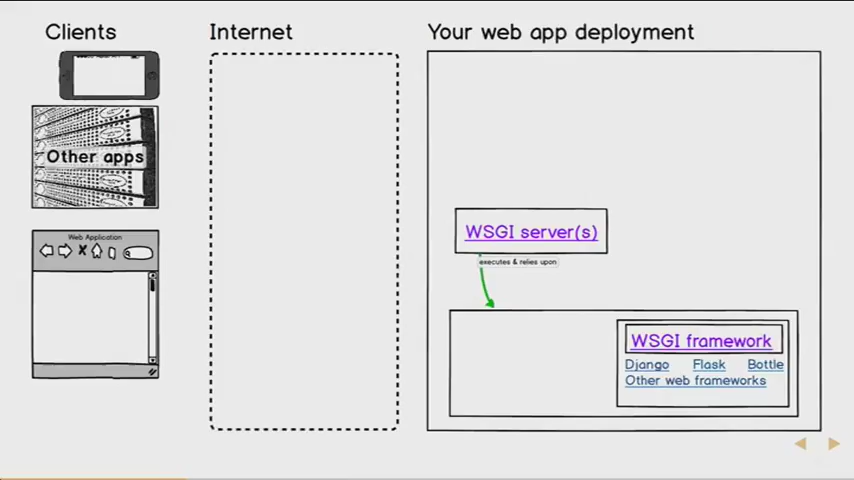 Clients
Internet
Your web app deployment
Other apps
Web Application
WSGI server(s)
executes & relies upon
WSGI framework
Django Flask Bottle
Other web frameworks